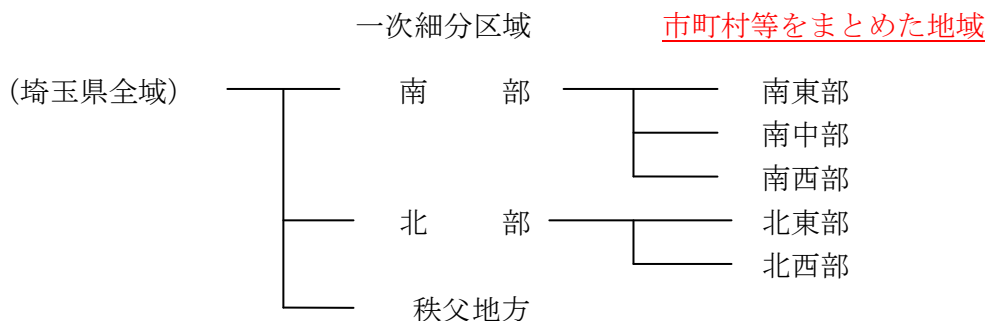 一次細分区域 市町村等をまとめた地域
(埼玉県全域) 南部 南東部
南中部
南西部
北部 北東部
北西部
秩父地方